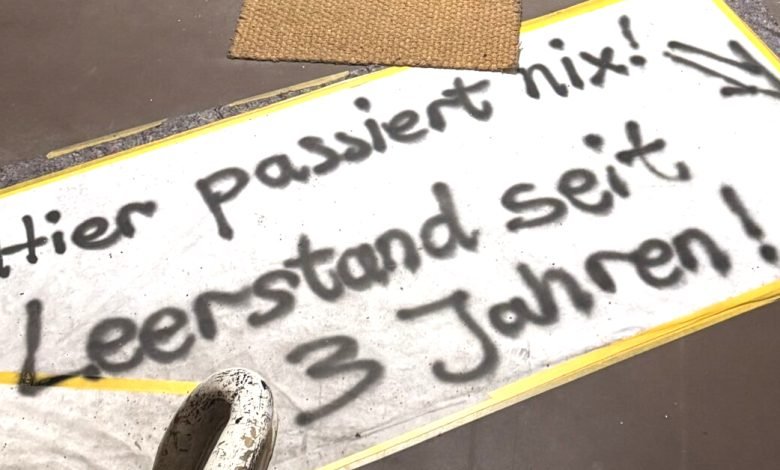 Hier passiert nix!
Leerstand seit
3 Jahren!